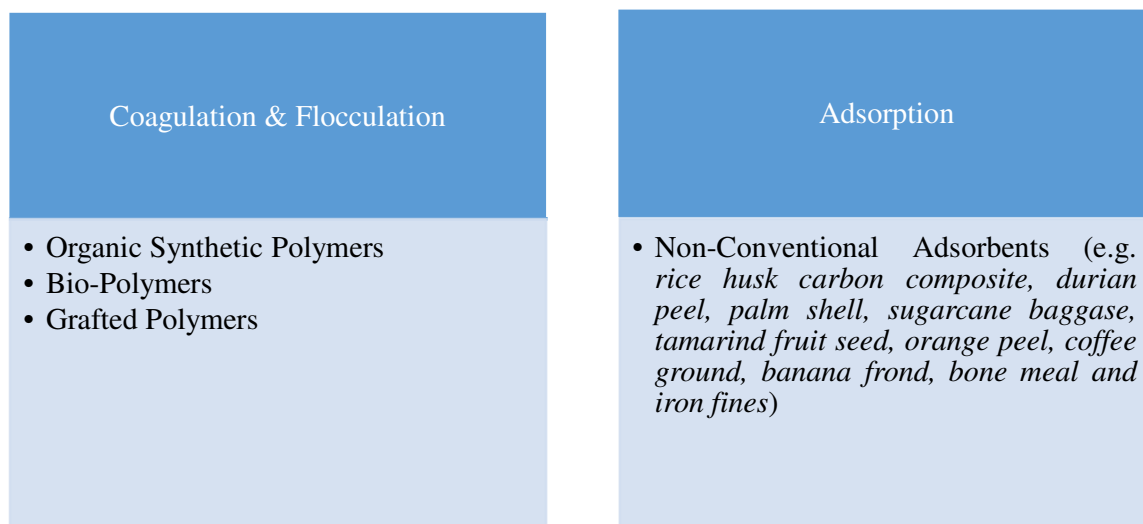 Coagulation & Flocculation
• Organic Synthetic Polymers
• Bio-Polymers
• Grafted Polymers
Adsorption
• Non-Conventional Adsorbents (e.g.
rice husk carbon composite, durian
peel, palm shell, sugarcane baggase,
tamarind fruit seed, orange peel, coffee
ground, banana frond, bone meal and
iron fines)